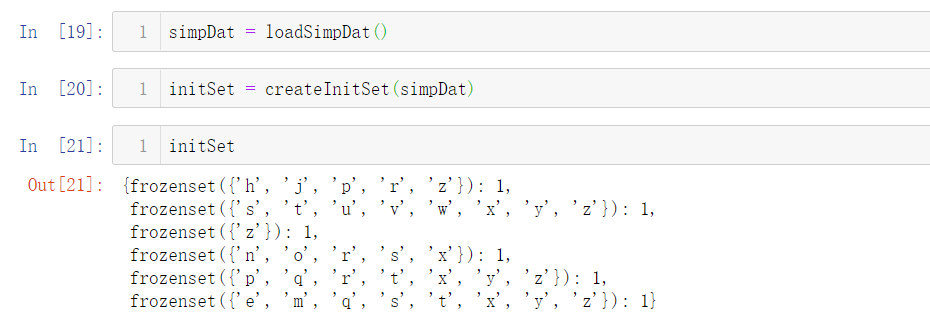 In [19]: 1 simpDat = loadSimpDat()
In [20]: 1 initSet = createInitSet(simpDat)
In [21]: 1 initSet
Out[21]: {frozenset({'h', 'j', 'p', 'r', 'z'}): 1,
frozenset({'s', 't', 'u', 'v', 'w', 'x', 'y', 'z'}): 1,
frozenset({'z'}): 1,
frozenset({'n', 'o', 'r', 's', 'x'}): 1,
frozenset({'p', 'q', 'r', 't', 'x', 'y', 'z'}): 1,
frozenset({'e', 'm', 'q', 's', 't', 'x', 'y', 'z'}): 1}